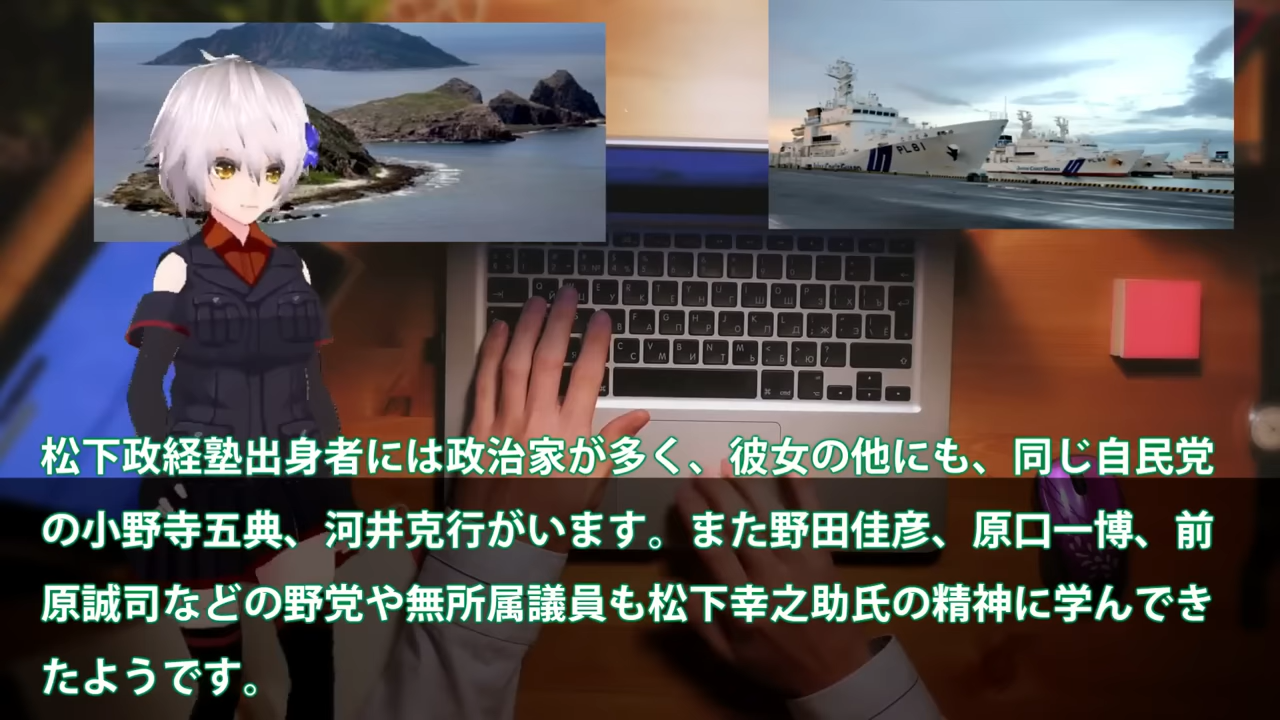 PL81
JAPAN COAST GUARD
松下政経塾出身者には政治家が多く、彼女の他にも、同じ自民党
の小野寺五典、河井克行がいます。また野田佳彦、原口一博、前
原誠司などの野党や無所属議員も松下幸之助氏の精神に学んでき
たようです。